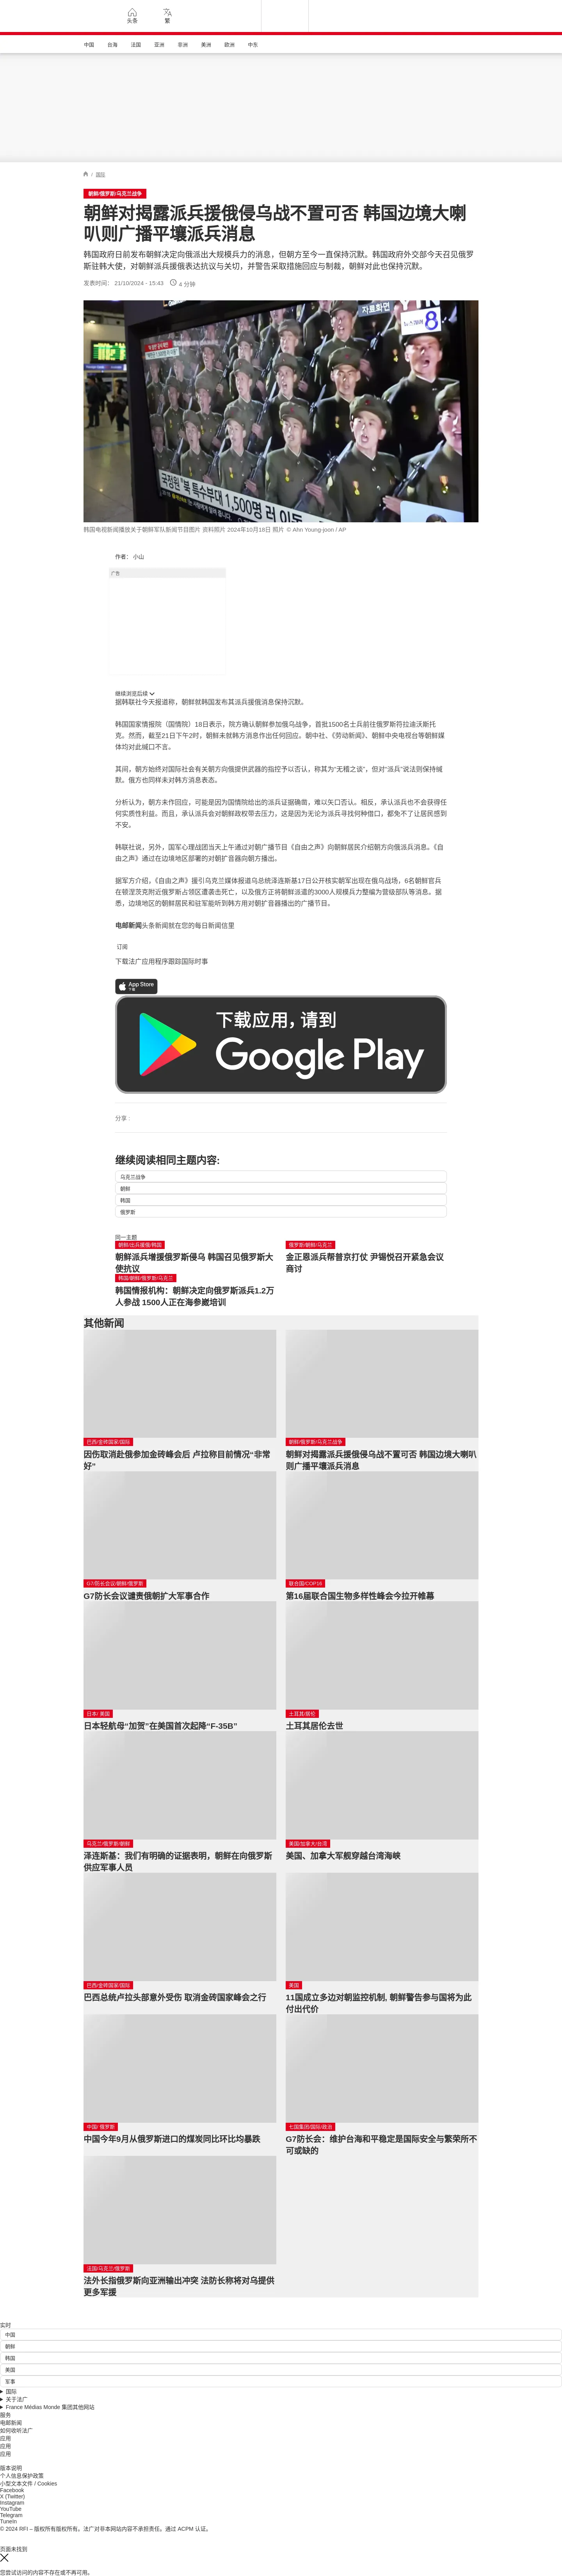 头条
繁
中国
台海
法国
亚洲
非洲
美洲
欧洲
中东
/ 国际
朝鲜/俄罗斯/乌克兰战争
朝鲜对揭露派兵援俄侵乌战不置可否 韩国边境大喇
叭则广播平壤派兵消息
韩国政府日前发布朝鲜决定向俄派出大规模兵力的消息，但朝方至今一直保持沉默。韩国政府外交部今天召见俄罗
斯驻韩大使，对朝鲜派兵援俄表达抗议与关切，并警告采取措施回应与制裁，朝鲜对此也保持沉默。
发表时间： 21/10/2024 - 15:43
4 分钟
자료화면
뉴스레터
8
국정원 "북 특수부대 1,500명 러 이동
韩国电视新闻播放关于朝鲜军队新闻节目图片 资料照片 2024年10月18日 照片 © Ahn Young-joon / AP
作者： 小山
广告
继续浏览后续
据韩联社今天报道称，朝鲜就韩国发布其派兵援俄消息保持沉默。
韩国国家情报院（国情院）18日表示，院方确认朝鲜参加俄乌战争，首批1500名士兵前往俄罗斯符拉迪沃斯托
克。然而，截至21日下午2时，朝鲜未就韩方消息作出任何回应。朝中社、《劳动新闻》、朝鲜中央电视台等朝鲜媒
体均对此缄口不言。
其间，朝方始终对国际社会有关朝方向俄提供武器的指控予以否认，称其为“无稽之谈”，但对“派兵”说法则保持缄
默。俄方也同样未对韩方消息表态。
分析认为，朝方未作回应，可能是因为国情院给出的派兵证据确凿，难以矢口否认。相反，承认派兵也不会获得任
何实质性利益。而且，承认派兵会对朝鲜政权带去压力，这是因为无论为派兵寻找何种借口，都免不了让居民感到
不安。
韩联社说，另外，国军心理战团当天上午通过对朝广播节目《自由之声》向朝鲜居民介绍朝方向俄派兵消息。《自
由之声》通过在边境地区部署的对朝扩音器向朝方播出。
据军方介绍，《自由之声》援引乌克兰媒体报道乌总统泽连斯基17日公开核实朝军出现在俄乌战场，6名朝鲜官兵
在顿涅茨克附近俄罗斯占领区遭袭击死亡，以及俄方正将朝鲜派遣的3000人规模兵力整编为营级部队等消息。据
悉，边境地区的朝鲜居民和驻军能听到韩方用对朝扩音器播出的广播节目。
电邮新闻头条新闻就在您的每日新闻信里
订阅
下载法广应用程序跟踪国际时事
App Store
下载
下载应用，请到
Google Play
分享 :
继续阅读相同主题内容:
乌克兰战争
朝鲜
韩国
俄罗斯
同一主题
朝鲜/出兵援俄/韩国
朝鲜派兵增援俄罗斯侵乌 韩国召见俄罗斯大
使抗议
俄罗斯/朝鲜/乌克兰
金正恩派兵帮普京打仗 尹锡悦召开紧急会议
商讨
韩国/朝鲜/俄罗斯/乌克兰
韩国情报机构：朝鲜决定向俄罗斯派兵1.2万
人参战 1500人正在海参崴培训
其他新闻
巴西/金砖国家/国际
因伤取消赴俄参加金砖峰会后 卢拉称目前情况“非常
好”
朝鲜/俄罗斯/乌克兰战争
朝鲜对揭露派兵援俄侵乌战不置可否 韩国边境大喇叭
则广播平壤派兵消息
G7/防长会议/朝鲜/俄罗斯
G7防长会议谴责俄朝扩大军事合作
联合国/COP16
第16届联合国生物多样性峰会今拉开帷幕
日本/ 美国
日本轻航母“加贺”在美国首次起降“F-35B”
土耳其/居伦
土耳其居伦去世
乌克兰/俄罗斯/朝鲜
泽连斯基：我们有明确的证据表明，朝鲜在向俄罗斯
供应军事人员
美国/加拿大/台湾
美国、加拿大军舰穿越台湾海峡
巴西/金砖国家/国际
巴西总统卢拉头部意外受伤 取消金砖国家峰会之行
美国
11国成立多边对朝监控机制, 朝鲜警告参与国将为此
付出代价
中国/ 俄罗斯
中国今年9月从俄罗斯进口的煤炭同比环比均暴跌
七国集团/国际/政治
G7防长会：维护台海和平稳定是国际安全与繁荣所不
可或缺的
法国/乌克兰/俄罗斯
法外长指俄罗斯向亚洲输出冲突 法防长称将对乌提供
更多军援
实时
中国
朝鲜
韩国
美国
军事
国际
关于法广
France Médias Monde 集团其他网站
服务
电邮新闻
如何收听法广
应用
应用
应用
版本说明
个人信息保护政策
小型文本文件 / Cookies
Facebook
X (Twitter)
Instagram
YouTube
Telegram
TuneIn
© 2024 RFI – 版权所有版权所有。法广对非本网站内容不承担责任。通过 ACPM 认证。
页面未找到
您尝试访问的内容不存在或不再可用。